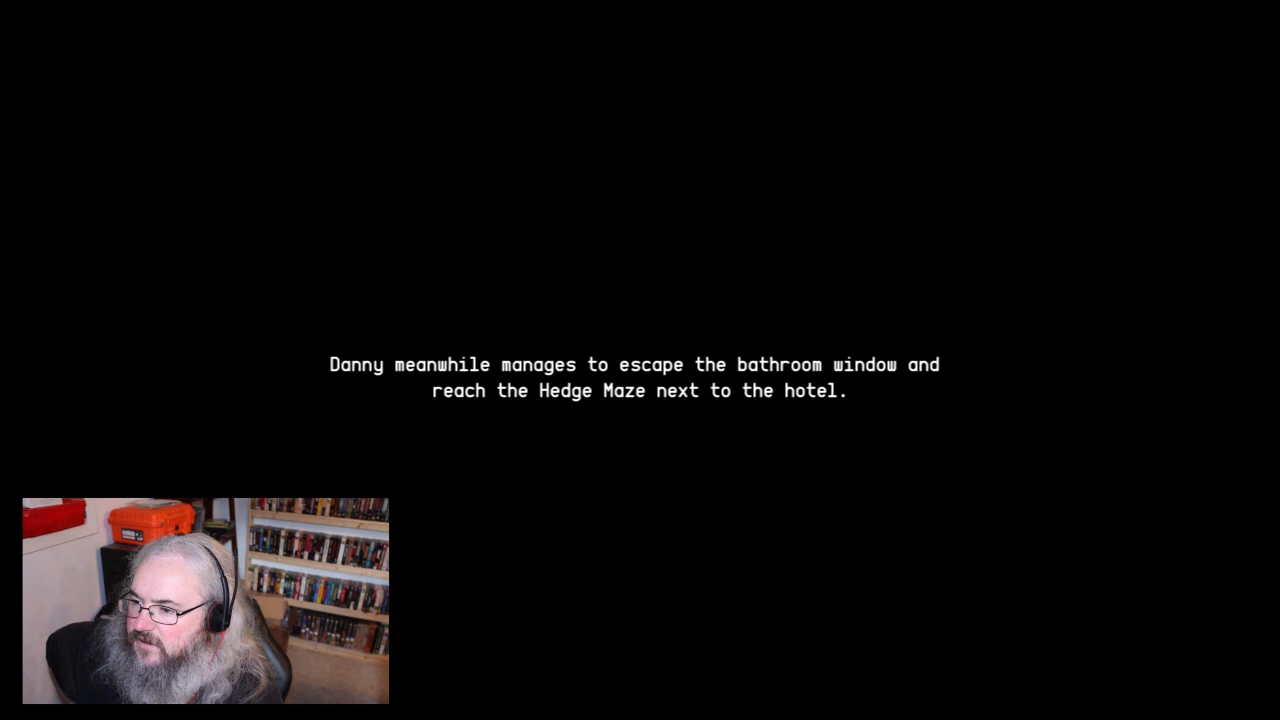 Danny meanwhile manages to escape the bathroom window and
reach the Hedge Maze next to the hotel.